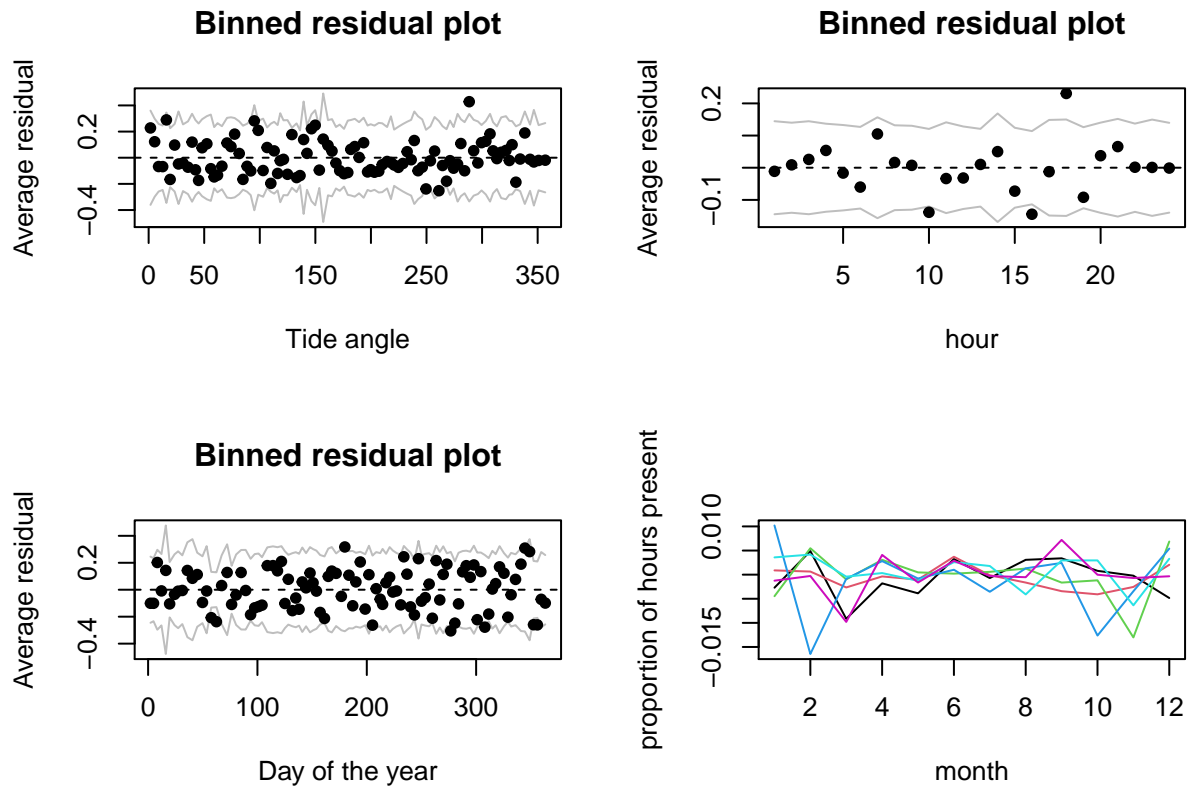 Binned residual plot
Average residual
0.2
−0.4
0
50
150
250
350
Tide angle
Binned residual plot
Average residual
0.2
−0.1
5
10
15
20
hour
Binned residual plot
Average residual
0.2
−0.4
0
100
200
300
Day of the year
proportion of hours present
0.010
−0.015
2
4
6
8
10
12
month